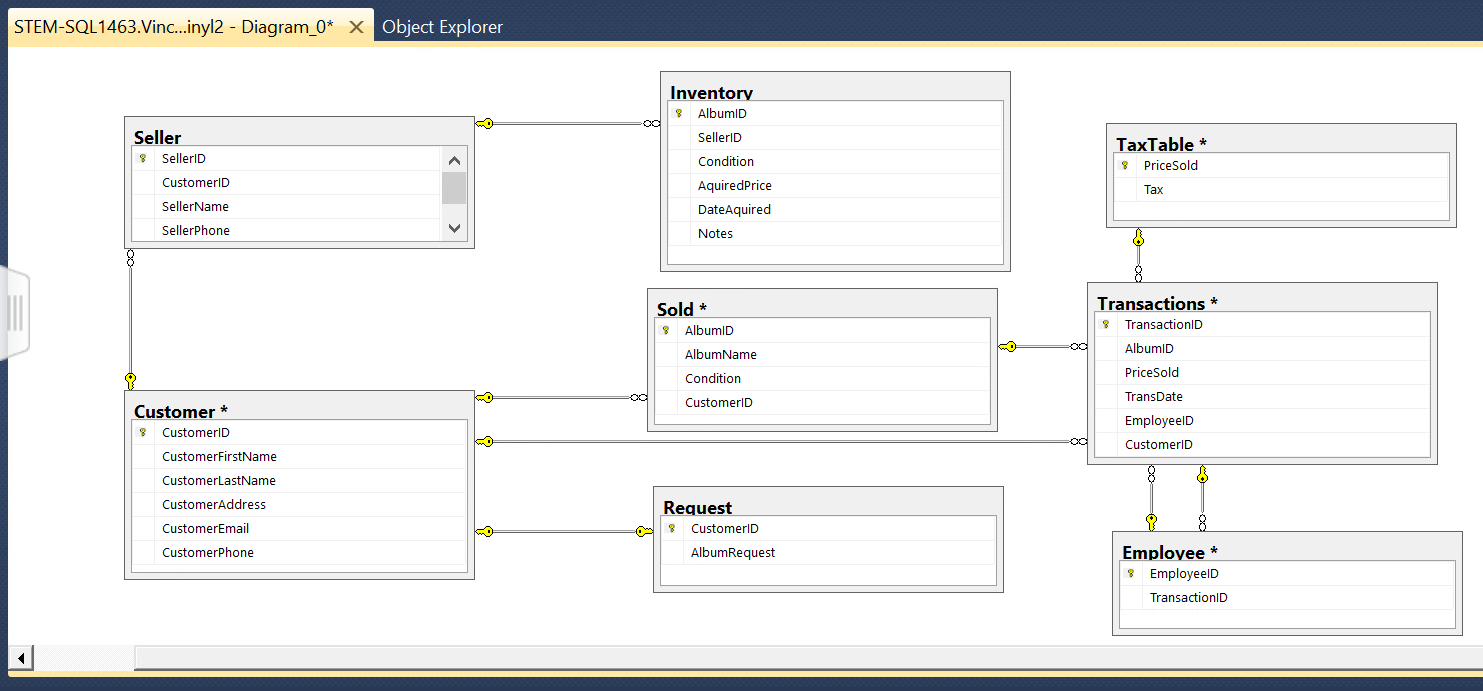 STEM-SQL1463.Vinc...inyl2 - Diagram_0*
Object Explorer
Seller
SellerID
CustomerID
SellerName
SellerPhone
Inventory
AlbumID
SellerID
Condition
AquiredPrice
DateAquired
Notes
TaxTable *
PriceSold
Tax
Sold *
AlbumID
AlbumName
Condition
CustomerID
Transactions *
TransactionID
AlbumID
PriceSold
TransDate
EmployeeID
CustomerID
Customer *
CustomerID
CustomerFirstName
CustomerLastName
CustomerAddress
CustomerEmail
CustomerPhone
Request
CustomerID
AlbumRequest
Employee *
EmployeeID
TransactionID